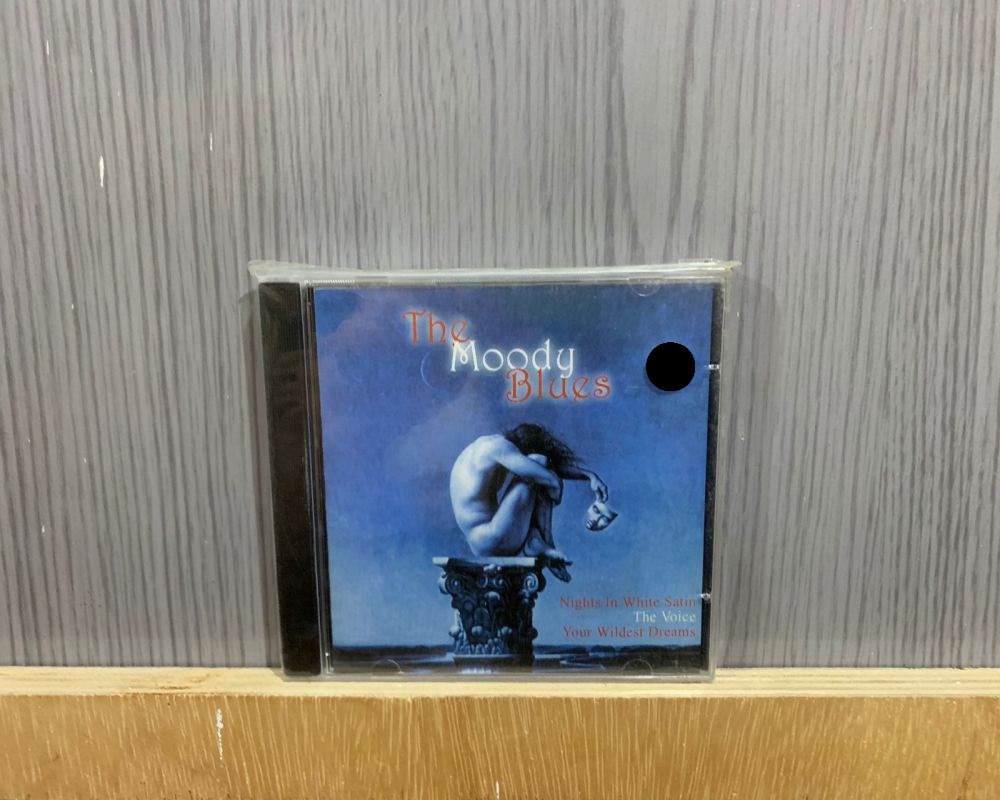 The
Moody
Blues
Nights In White Satin
The Voice
Your Wildest Dreams